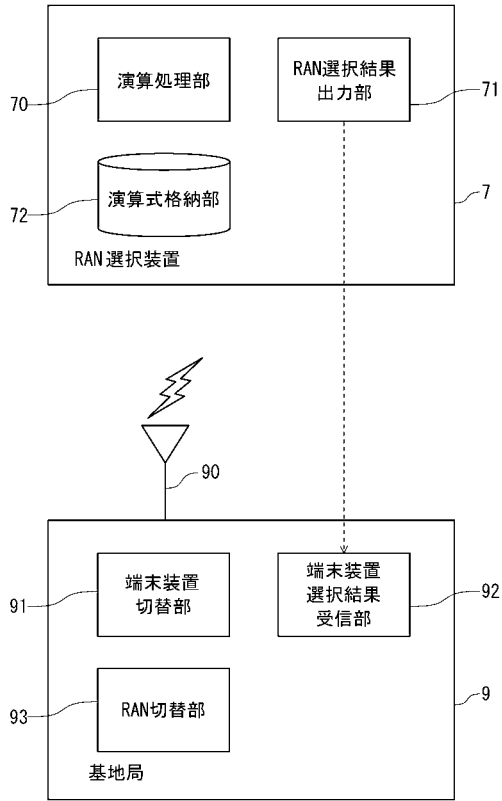 演算処理部
70
RAN選択結果
出力部
71
演算式格納部
72
7
RAN選択装置
90
端末装置
切替部
91
端末装置
選択結果
受信部
92
RAN切替部
93
9
基地局